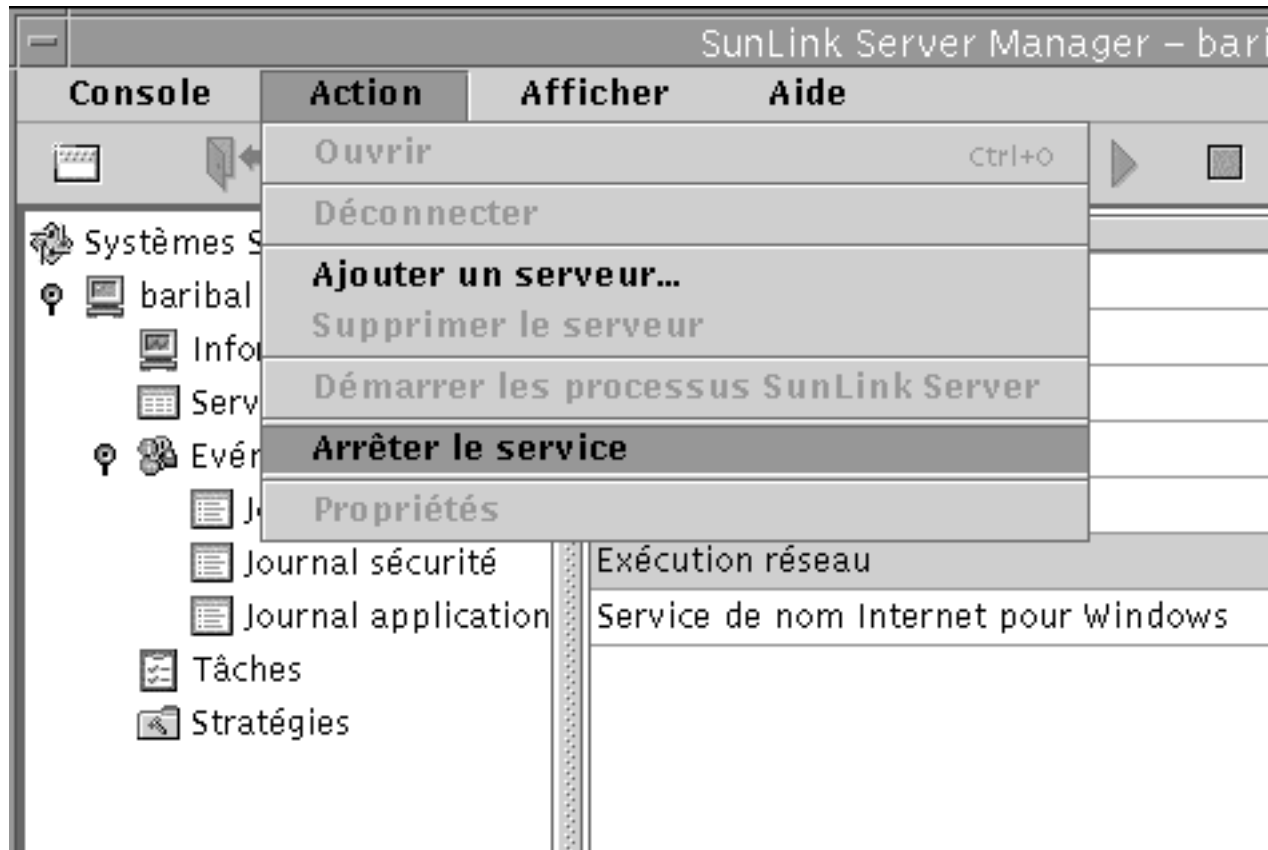 SunLink Server Manager – bari
Console Action Afficher Aide
Ouvrir Ctrl+O
Déconnecter
Ajouter un serveur...
Supprimer le serveur
Démarrer les processus SunLink Server
Arrêter le service
Propriétés
Systèmes S
baribal
Infor
Serv
Evén
Jo
Journal sécurité
Journal application
Tâches
Stratégies
Exécution réseau
Service de nom Internet pour Windows